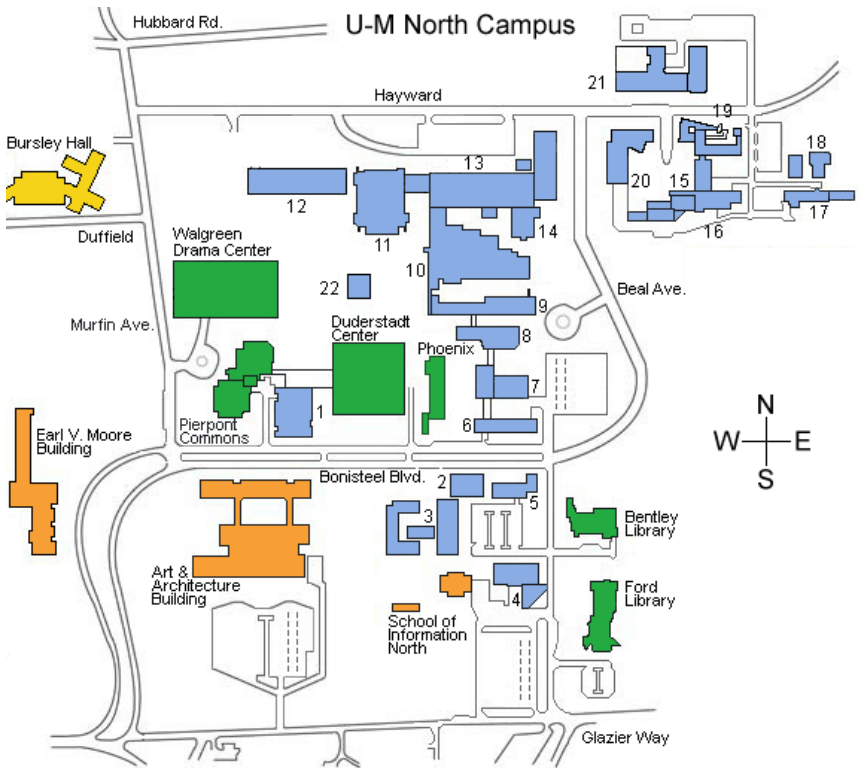 Hubbard Rd.
U-M North Campus
21
Hayward
19
Bursley Hall
13
18
20
15
12
17
Duffield
11
14
16
Walgreen
Drama Center
10
22
Beal Ave.
9
Murfin Ave.
Duderstadt
Center
8
Phoenix
7
1
6
Pierpont
Commons
N
W
E
S
Earl V. Moore
Building
Bonisteel Blvd.
2
5
3
Bentley
Library
Art &
Architecture
Building
4
Ford
Library
School of
Information
North
Glazier Way